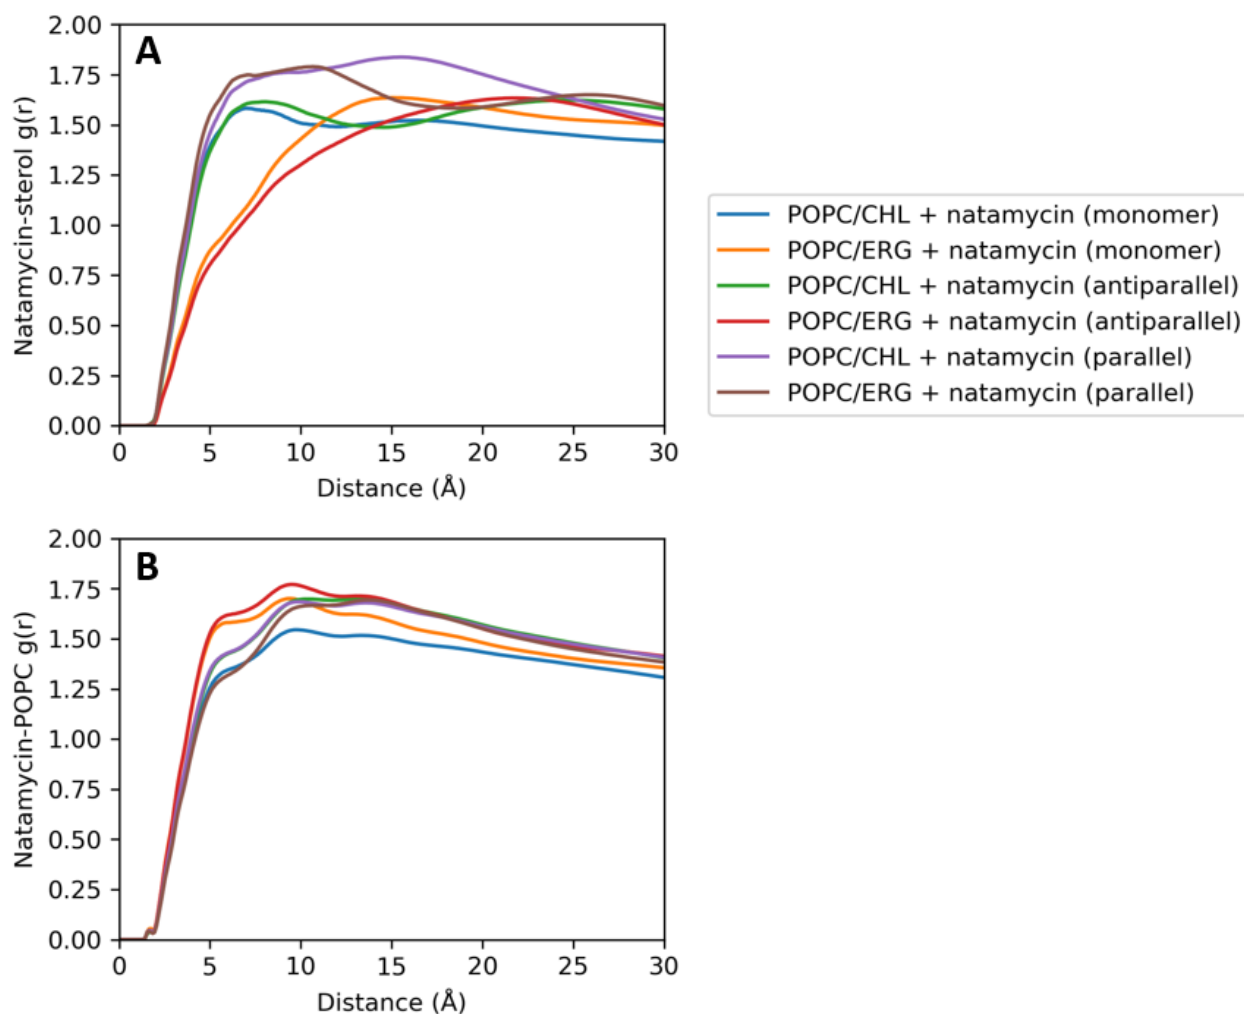 A
Natamycin-sterol g(r)
2.00
1.75
1.50
1.25
1.00
0.75
0.50
0.25
0.00
0 5 10 15 20 25 30
Distance (Å)
POPC/CHL + natamycin (monomer)
POPC/ERG + natamycin (monomer)
POPC/CHL + natamycin (antiparallel)
POPC/ERG + natamycin (antiparallel)
POPC/CHL + natamycin (parallel)
POPC/ERG + natamycin (parallel)
B
Natamycin-POPC g(r)
2.00
1.75
1.50
1.25
1.00
0.75
0.50
0.25
0.00
0 5 10 15 20 25 30
Distance (Å)